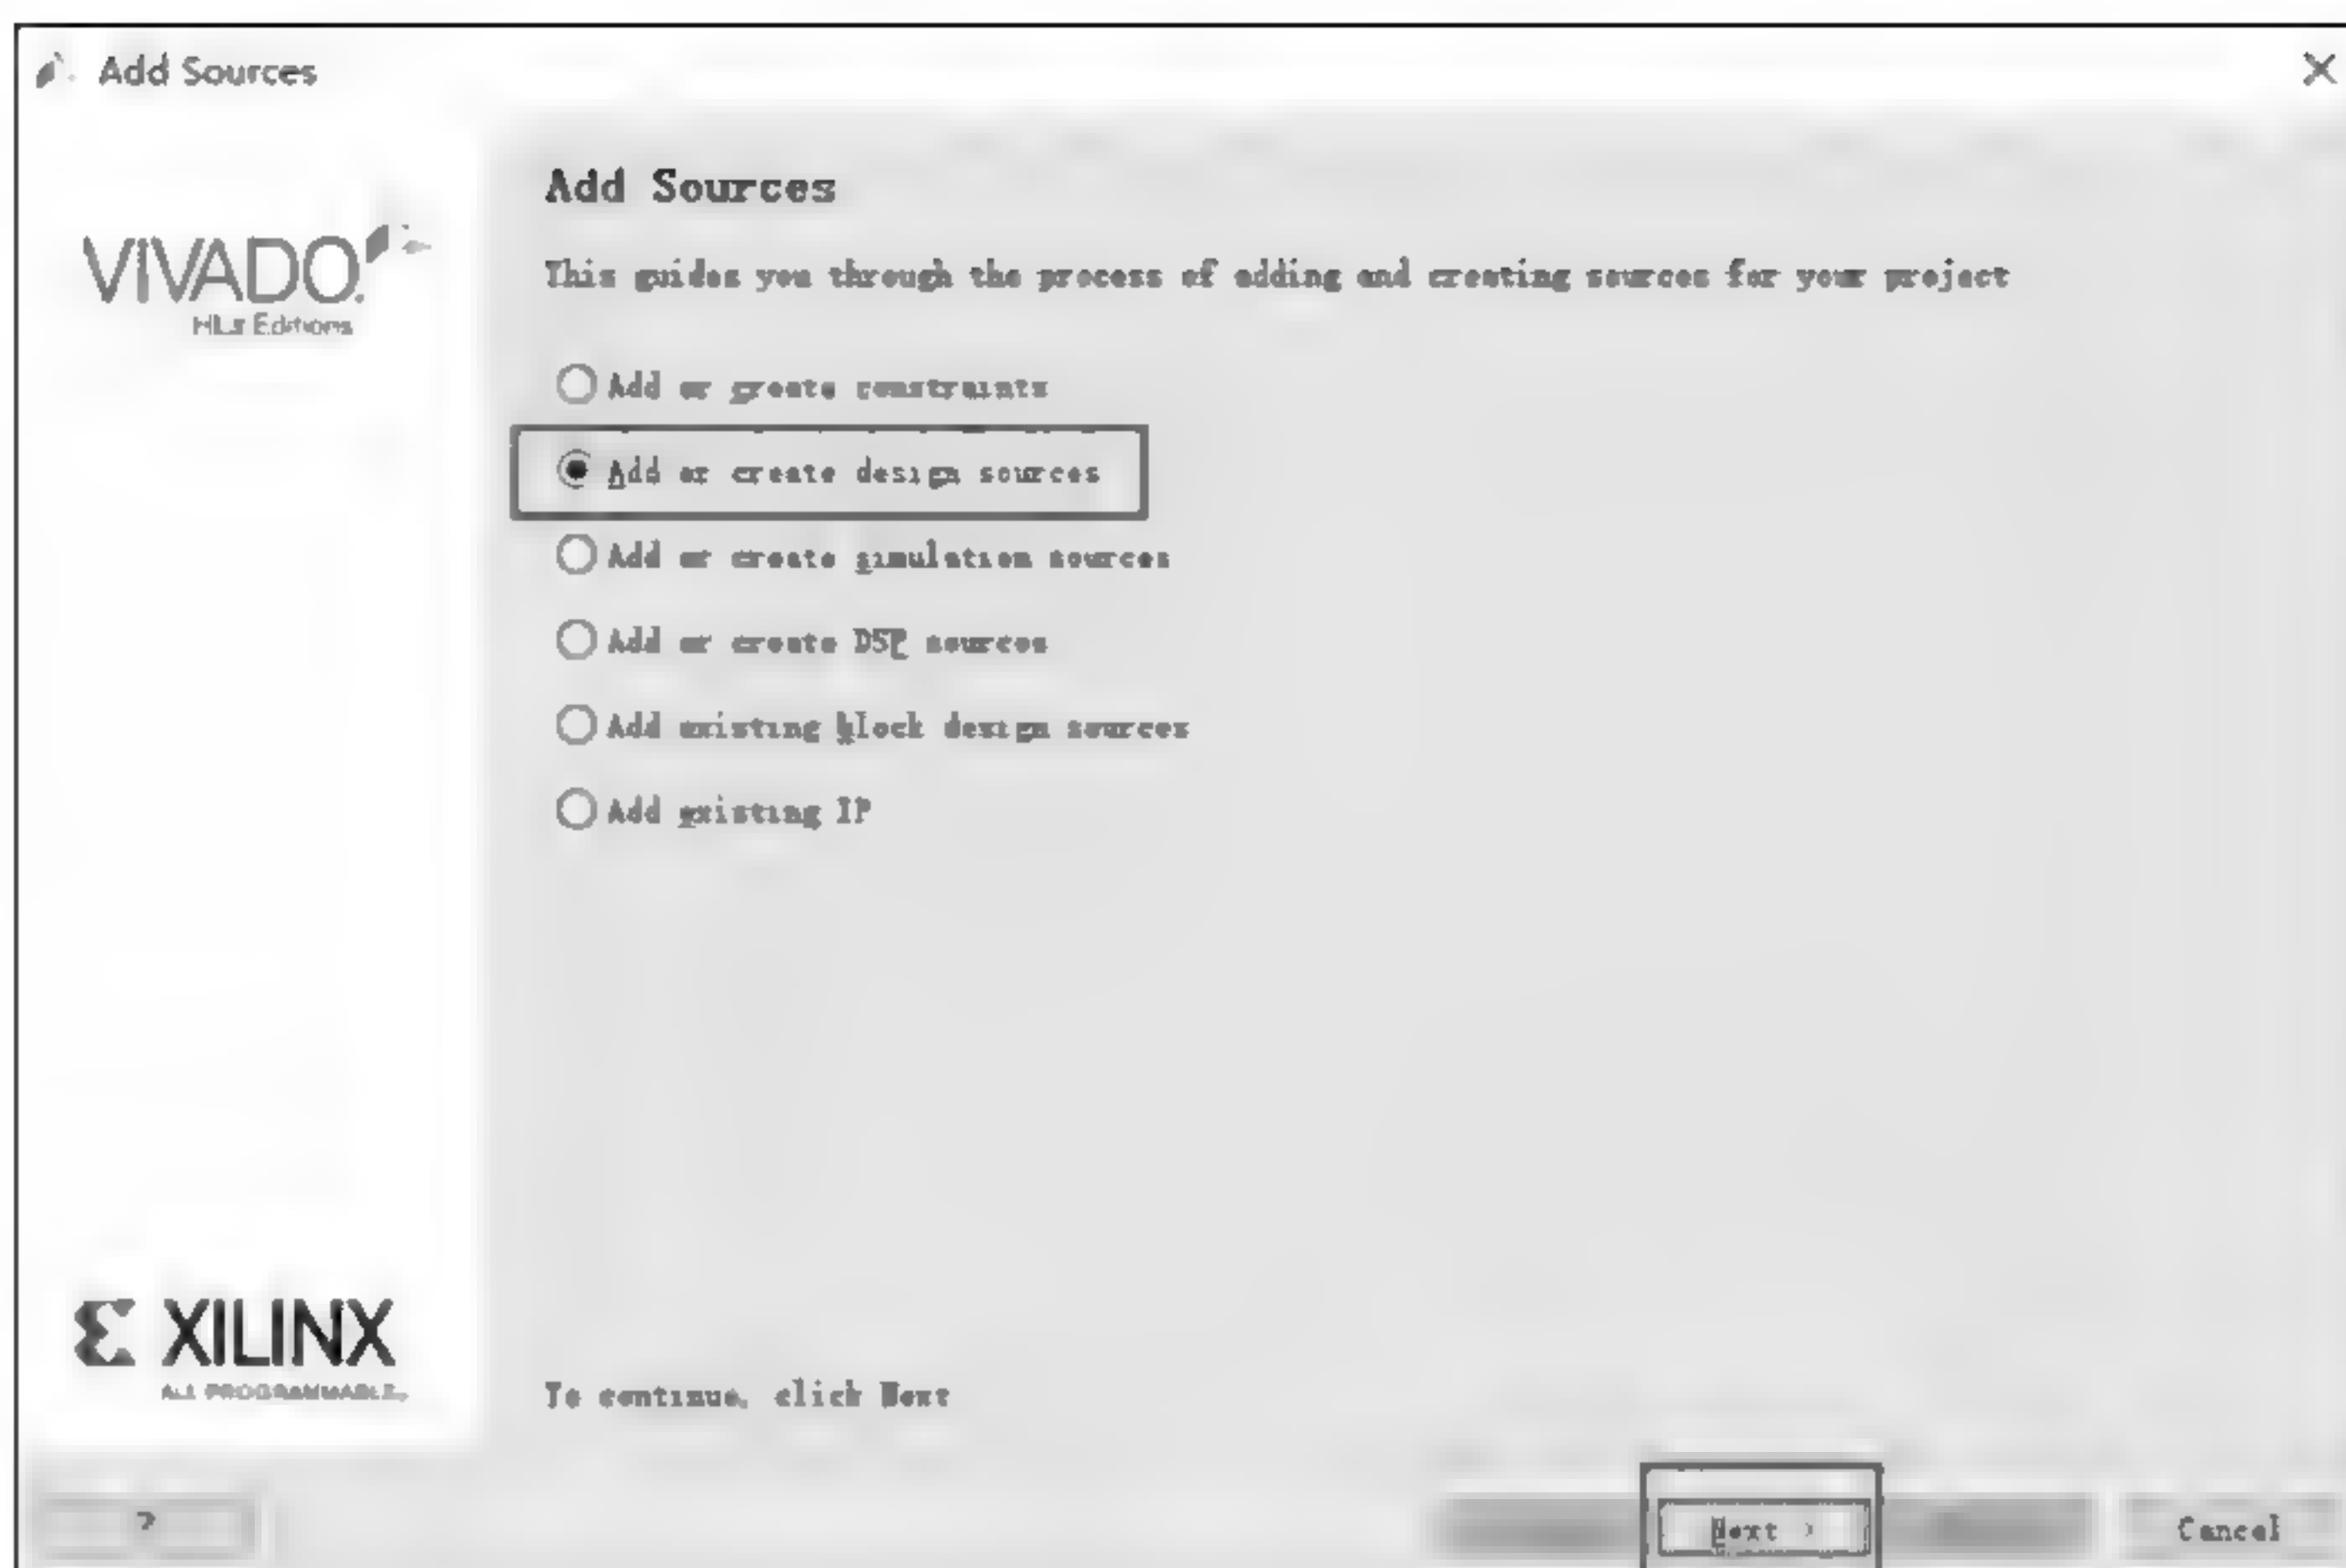 Add Sources
VIVADO
HLx Editions
Add Sources
This guides you through the process of adding and creating sources for your project
Add or create constraints
Add or create design sources
Add or create simulation sources
Add or create DSP sources
Add existing block design sources
Add existing IP
XILINX
ALL PROGRAMMABLE
To continue, click Next
?
Next >
Cancel